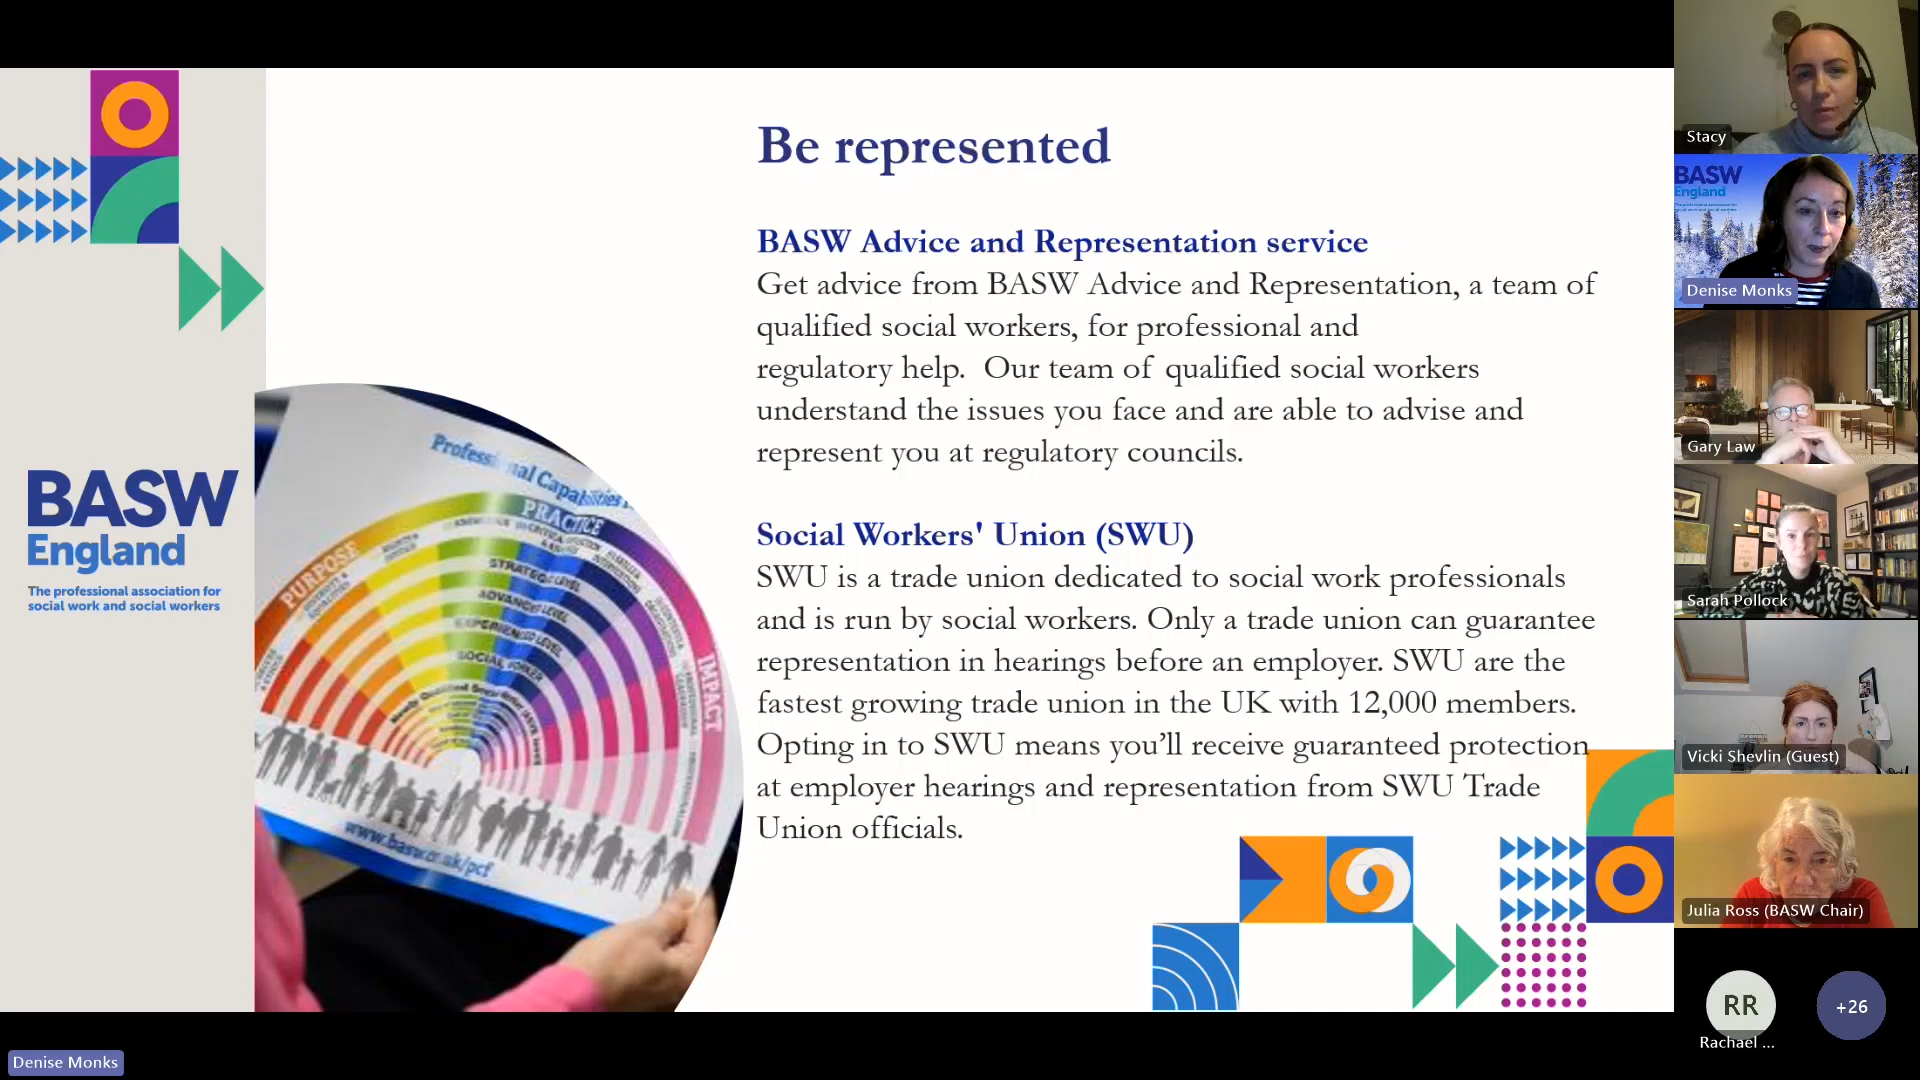 Be represented
BASW Advice and Representation service
Get advice from BASW Advice and Representation, a team of
qualified social workers, for professional and
regulatory help.  Our team of qualified social workers
understand the issues you face and are able to advise and
represent you at regulatory councils.
Social Workers' Union (SWU)
SWU is a trade union dedicated to social work professionals
and is run by social workers. Only a trade union can guarantee
representation in hearings before an employer. SWU are the
fastest growing trade union in the UK with 12,000 members.
Opting in to SWU means you’ll receive guaranteed protection
at employer hearings and representation from SWU Trade
Union officials.
BASW
England
The professional association for
social work and social workers
Professional Capabilities
PURPOSE
PRACTICE
IMPACT
STRATEGIC LEVEL
ADVANCED LEVEL
EXPERIENCED LEVEL
SOCIAL WORKER
www.basw.co.uk/pcf
Stacy
BASW
England
Denise Monks
Gary Law
Sarah Pollock
Vicki Shevlin (Guest)
Julia Ross (BASW Chair)
RR
+26
Rachael ...
Denise Monks